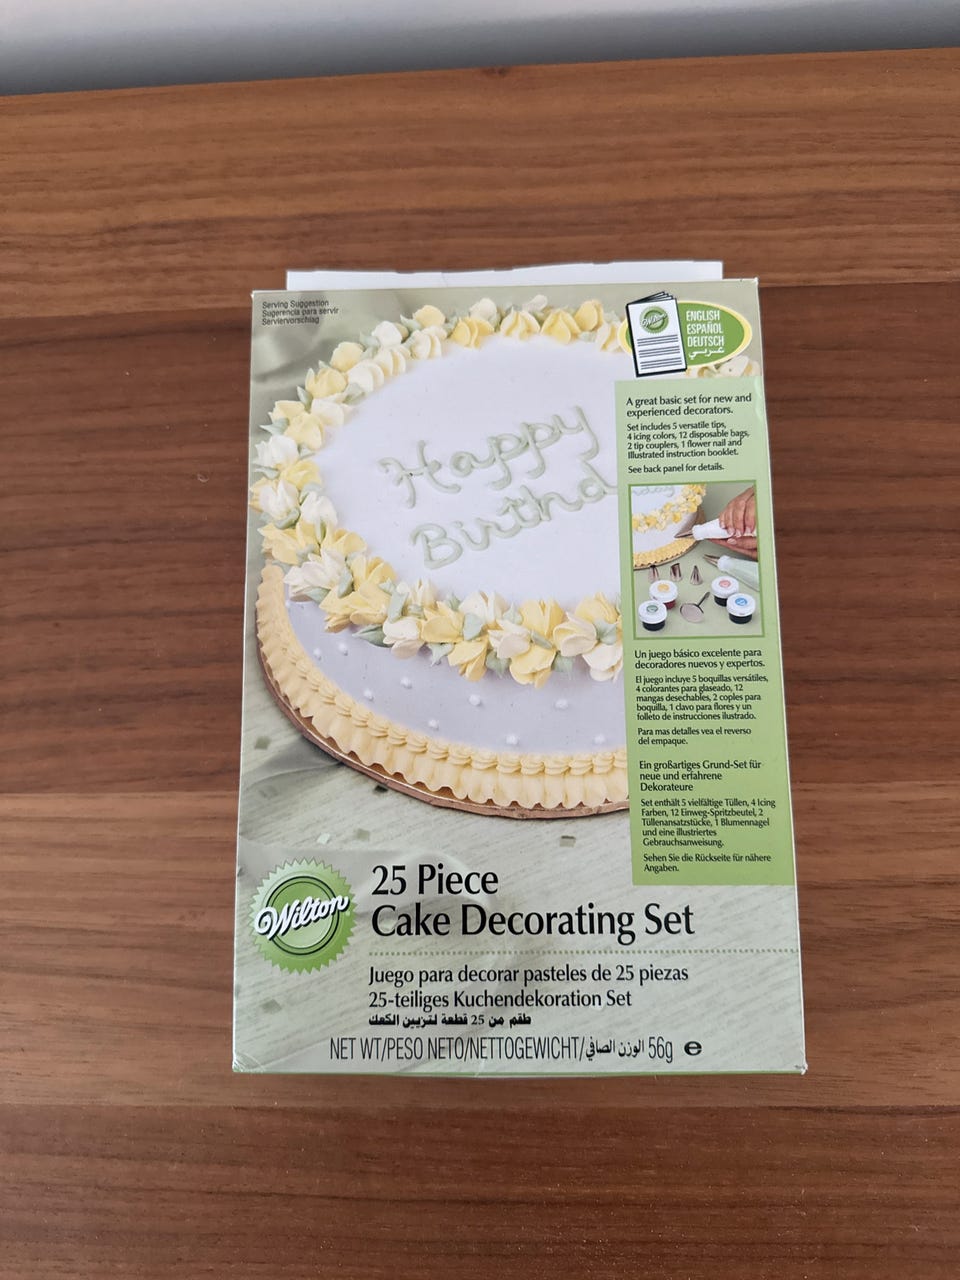 Serving Suggestion
Sugerencia para servir
Serviervorschlag
Wilton
ENGLISH
ESPAÑOL
DEUTSCH
عربي
A great basic set for new and
experienced decorators.
Set includes 5 versatile tips,
4 icing colors, 12 disposable bags,
2 tip couplers, 1 flower nail and
Illustrated instruction booklet.
See back panel for details.
Happy
Birthd
Un juego básico excelente para
decoradores nuevos y expertos.
El juego incluye 5 boquillas versátiles,
4 colorantes para glaseado, 12
mangas desechables, 2 coples para
boquilla, 1 clavo para flores y un
folleto de instrucciones ilustrado.
Para mas detalles vea el reverso
del empaque.
Ein großartiges Grund-Set für
neue und erfahrene
Dekorateure
Set enthält 5 vielfältige Tüllen, 4 Icing
Farben, 12 Einweg-Spritzbeutel, 2
Tüllenansatzstücke, 1 Blumennagel
und eine illustriertes
Gebrauchsanweisung.
Sehen Sie die Rückseite für nähere
Angaben.
Wilton
25 Piece
Cake Decorating Set
Juego para decorar pasteles de 25 piezas
25-teiliges Kuchendekoration Set
طقم من 25 قطعة لتزيين الكعك
NET WT/PESO NETO/NETTOGEWICHT/الوزن الصافي 56g e